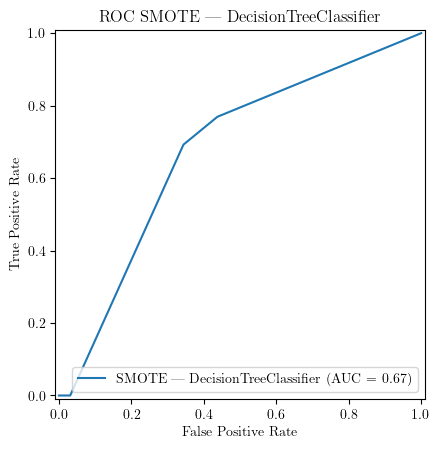 ROC SMOTE — DecisionTreeClassifier
1.0
0.8
0.6
0.4
0.2
0.0
True Positive Rate
SMOTE — DecisionTreeClassifier (AUC = 0.67)
0.0 0.2 0.4 0.6 0.8 1.0
False Positive Rate